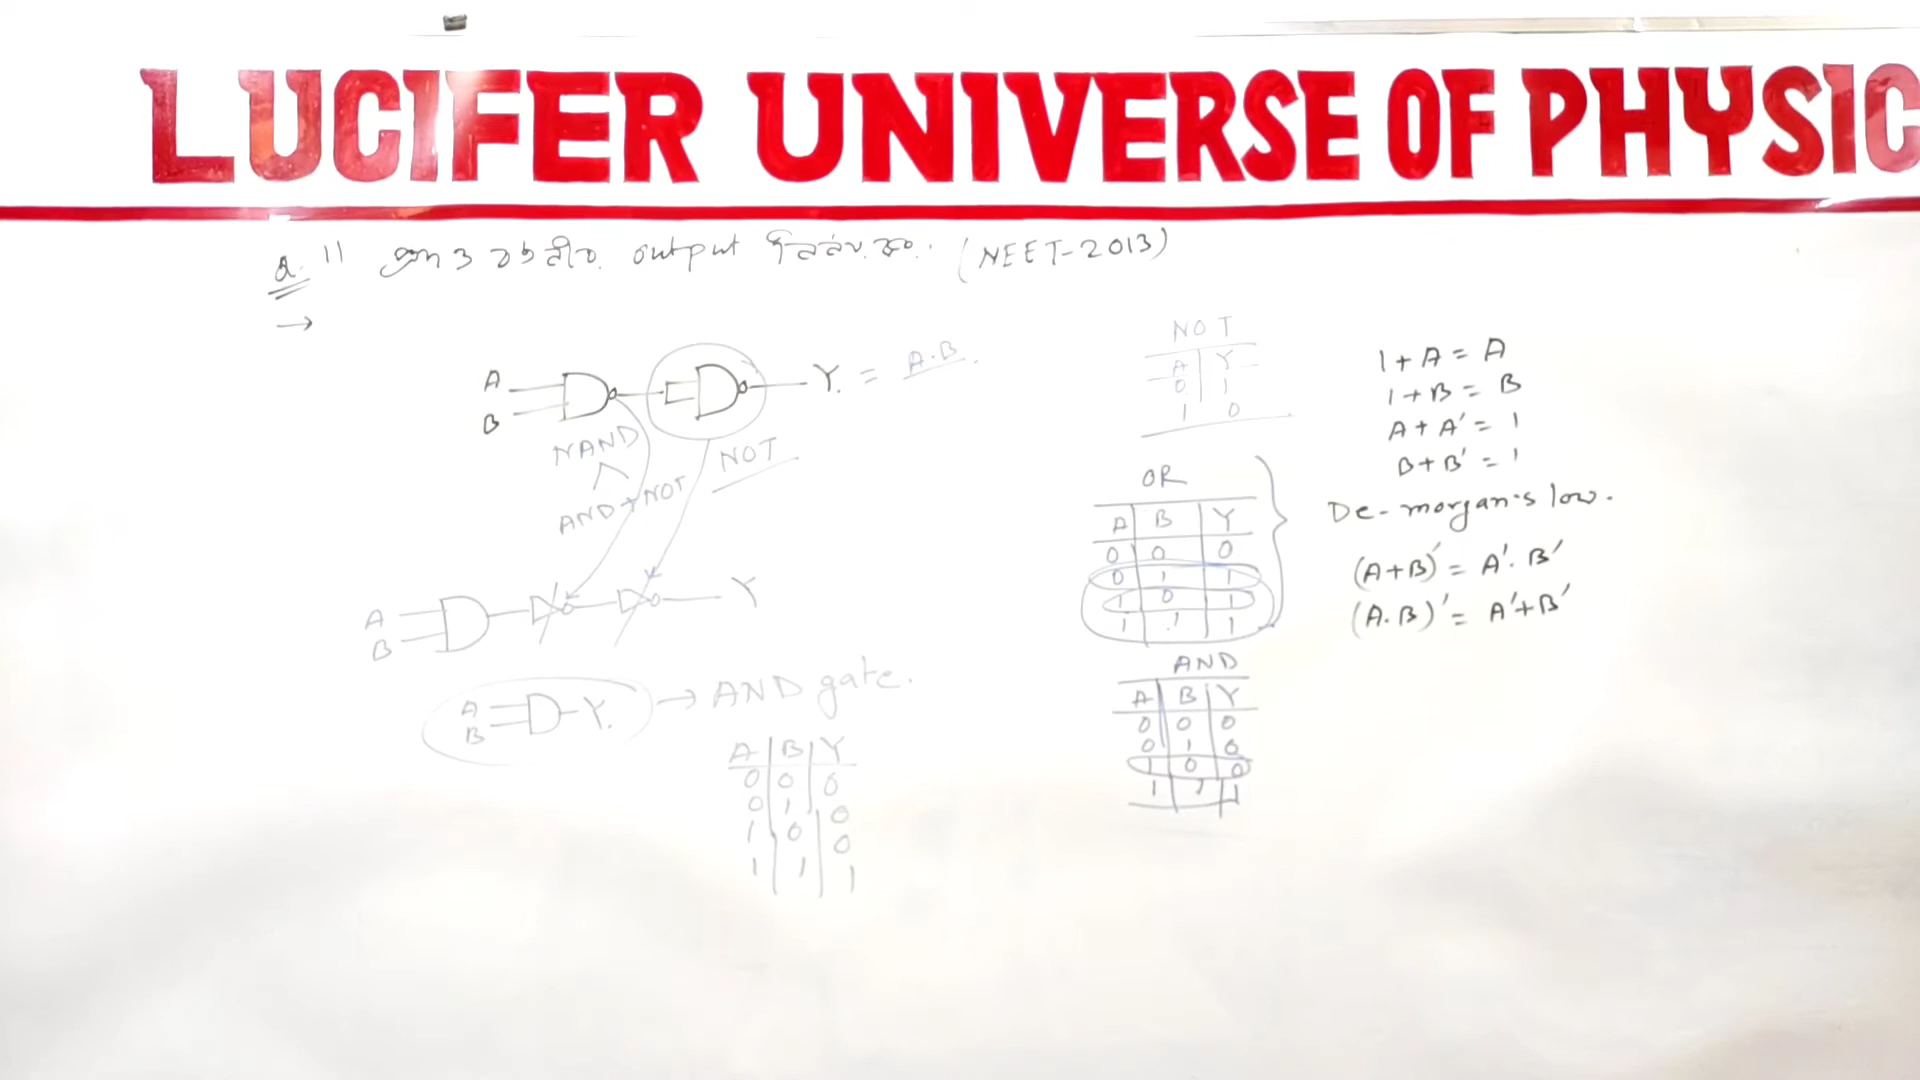 LUCIFER UNIVERSE OF PHYSIC
Q. 11 ও output (NEET-2013)
→
A
B
Y = A.B
NAND
NOT
AND + NOT
A
B
Y
A
B
Y. → AND gate.
A B Y
0 0 0
0 1 0
1 0 0
1 1 1
NOT
A Y
0 1
1 0
OR
A B Y
0 0 0
0 1 1
1 0 1
1 1 1
AND
A B Y
0 0 0
0 1 0
1 0 0
1 1 1
1 + A = A
1 + B = B
A + A' = 1
B + B' = 1
De-morgan's low.
(A+B)' = A'. B'
(A.B)' = A'+B'